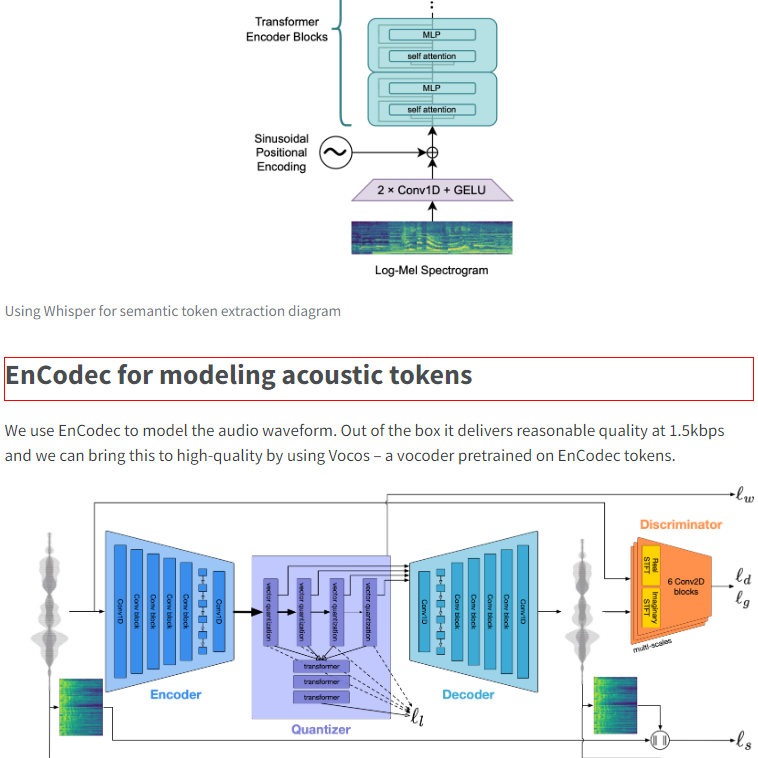 Transformer
Encoder Blocks
MLP
self attention
MLP
self attention
Sinusoidal
Positional
Encoding
2 × Conv1D + GELU
Log-Mel Spectrogram
Using Whisper for semantic token extraction diagram
EnCodec for modeling acoustic tokens
We use EnCodec to model the audio waveform. Out of the box it delivers reasonable quality at 1.5kbps
and we can bring this to high-quality by using Vocos – a vocoder pretrained on EnCodec tokens.
ℓw
Discriminator
Conv1D
Conv block
Conv block
Conv block
Conv block
Conv1D
Encoder
vector quantization
vector quantization
vector quantization
vector quantization
transformer
transformer
transformer
ℓl
Quantizer
Conv1D
Conv block
Conv block
Conv block
Conv block
Conv1D
Decoder
Real
STFT
Imaginary
STFT
6 Conv2D
blocks
multi-scales
ℓd
ℓg
ℓs